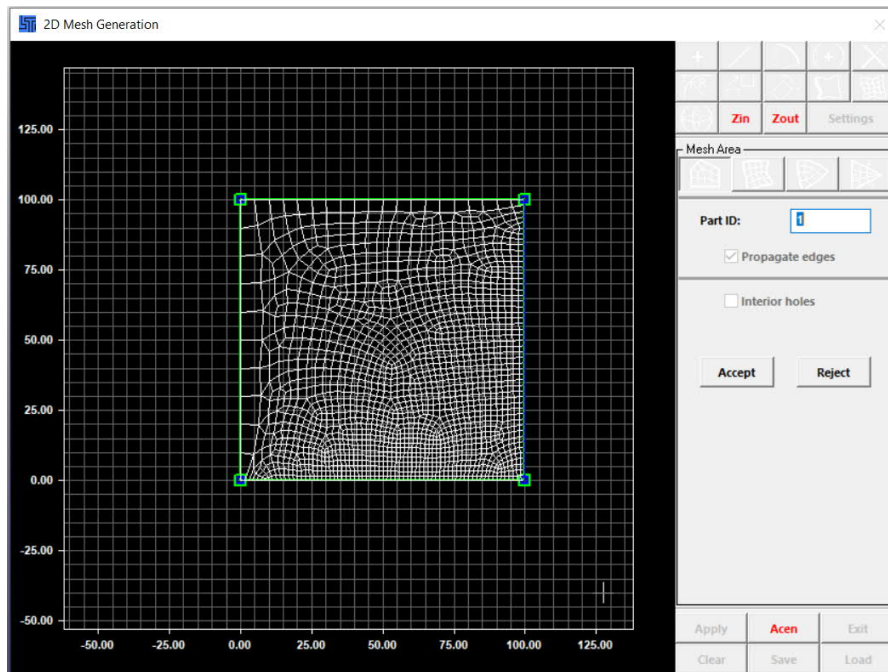 2D Mesh Generation
125.00
100.00
75.00
50.00
25.00
0.00
-25.00
-50.00
-50.00 -25.00 0.00 25.00 50.00 75.00 100.00 125.00
Zin Zout Settings
Mesh Area
Part ID: 1
Propagate edges
Interior holes
Accept Reject
Apply Acen Exit
Clear Save Load